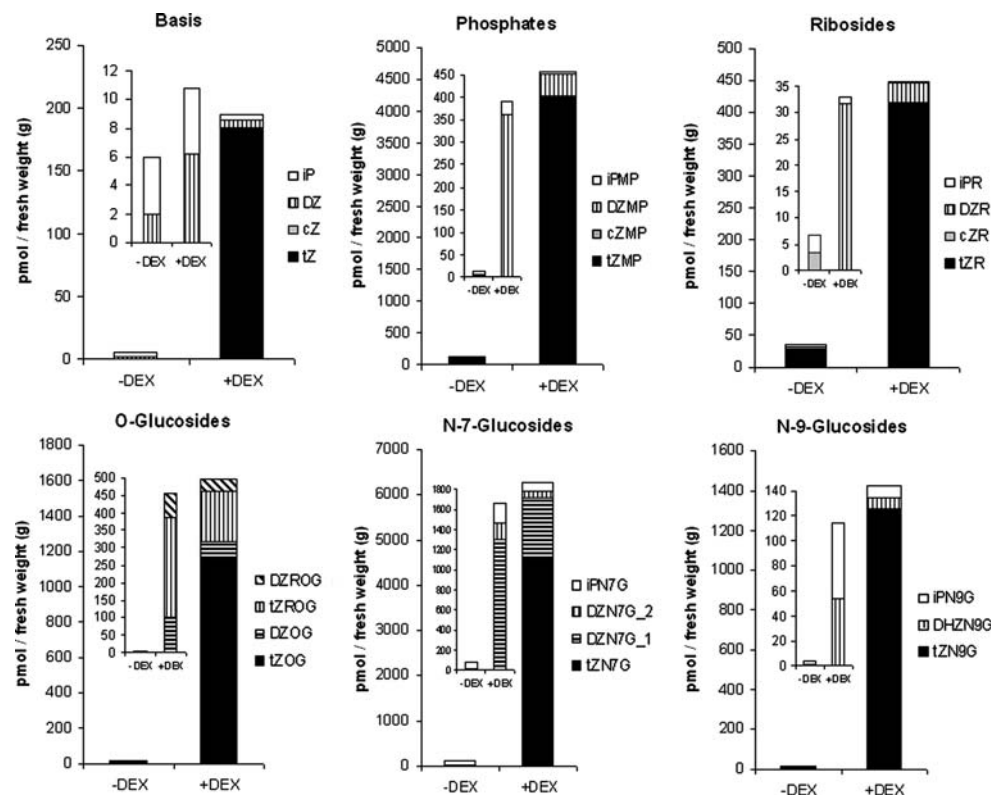 Basis
pmol / fresh weight (g)
250
200
150
100
50
0
12
10
8
6
4
2
0
-DEX +DEX
iP
DZ
cZ
tZ
-DEX +DEX
Phosphates
pmol / fresh weight (g)
5000
4500
4000
3500
3000
2500
2000
1500
1000
500
0
450
400
350
300
250
200
150
100
50
0
-DEX +DEX
iPMP
DZMP
cZMP
tZMP
-DEX +DEX
Ribosides
pmol / fresh weight (g)
500
450
400
350
300
250
200
150
100
50
0
35
30
25
20
15
10
5
0
-DEX +DEX
iPR
DZR
cZR
tZR
-DEX +DEX
O-Glucosides
pmol / fresh weight (g)
1800
1600
1400
1200
1000
800
600
400
200
0
500
450
400
350
300
250
200
150
100
50
0
-DEX +DEX
DZROG
tZROG
DZOG
tZOG
-DEX +DEX
N-7-Glucosides
pmol / fresh weight (g)
7000
6000
5000
4000
3000
2000
1000
0
1800
1600
1400
1200
1000
800
600
400
200
0
-DEX +DEX
iPN7G
DZN7G_2
DZN7G_1
tZN7G
-DEX +DEX
N-9-Glucosides
pmol / fresh weight (g)
1600
1400
1200
1000
800
600
400
200
0
140
120
100
80
60
40
20
0
-DEX +DEX
iPN9G
DHZN9G
tZN9G
-DEX +DEX